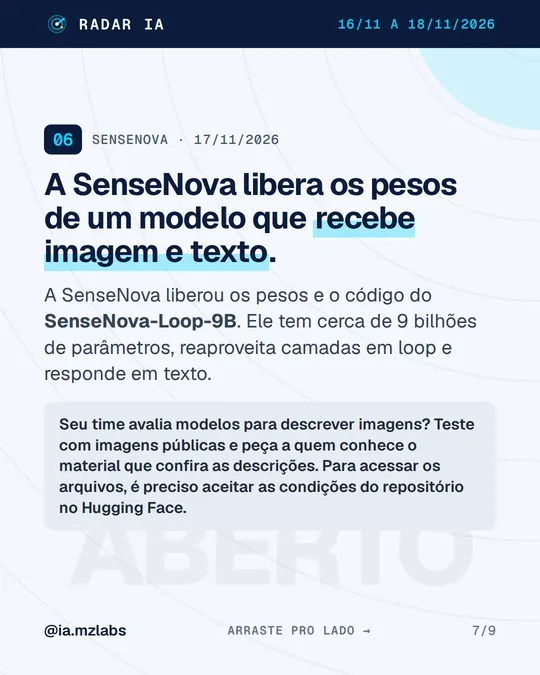 RADAR IA
16/11 A 18/11/2026
06 SENSENOVA · 17/11/2026
A SenseNova libera os pesos
de um modelo que recebe
imagem e texto.
A SenseNova liberou os pesos e o código do
SenseNova-Loop-9B. Ele tem cerca de 9 bilhões
de parâmetros, reaproveita camadas em loop e
responde em texto.
Seu time avalia modelos para descrever imagens? Teste
com imagens públicas e peça a quem conhece o
material que confira as descrições. Para acessar os
arquivos, é preciso aceitar as condições do repositório
no Hugging Face.
ABERTO
@ia.mzlabs
ARRASTE PRO LADO →
7/9